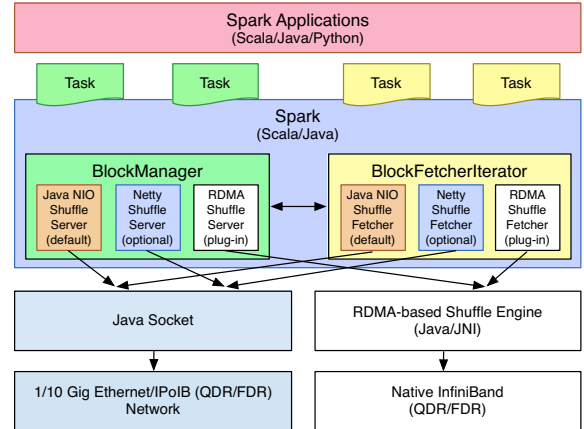 Spark Applications
(Scala/Java/Python)
Task
Task
Task
Task
Spark
(Scala/Java)
BlockManager
Java NIO
Shuffle
Server
(default)
Netty
Shuffle
Server
(optional)
RDMA
Shuffle
Server
(plug-in)
BlockFetcherIterator
Java NIO
Shuffle
Fetcher
(default)
Netty
Shuffle
Fetcher
(optional)
RDMA
Shuffle
Fetcher
(plug-in)
Java Socket
RDMA-based Shuffle Engine
(Java/JNI)
1/10 Gig Ethernet/IPoIB (QDR/FDR)
Network
Native InfiniBand
(QDR/FDR)